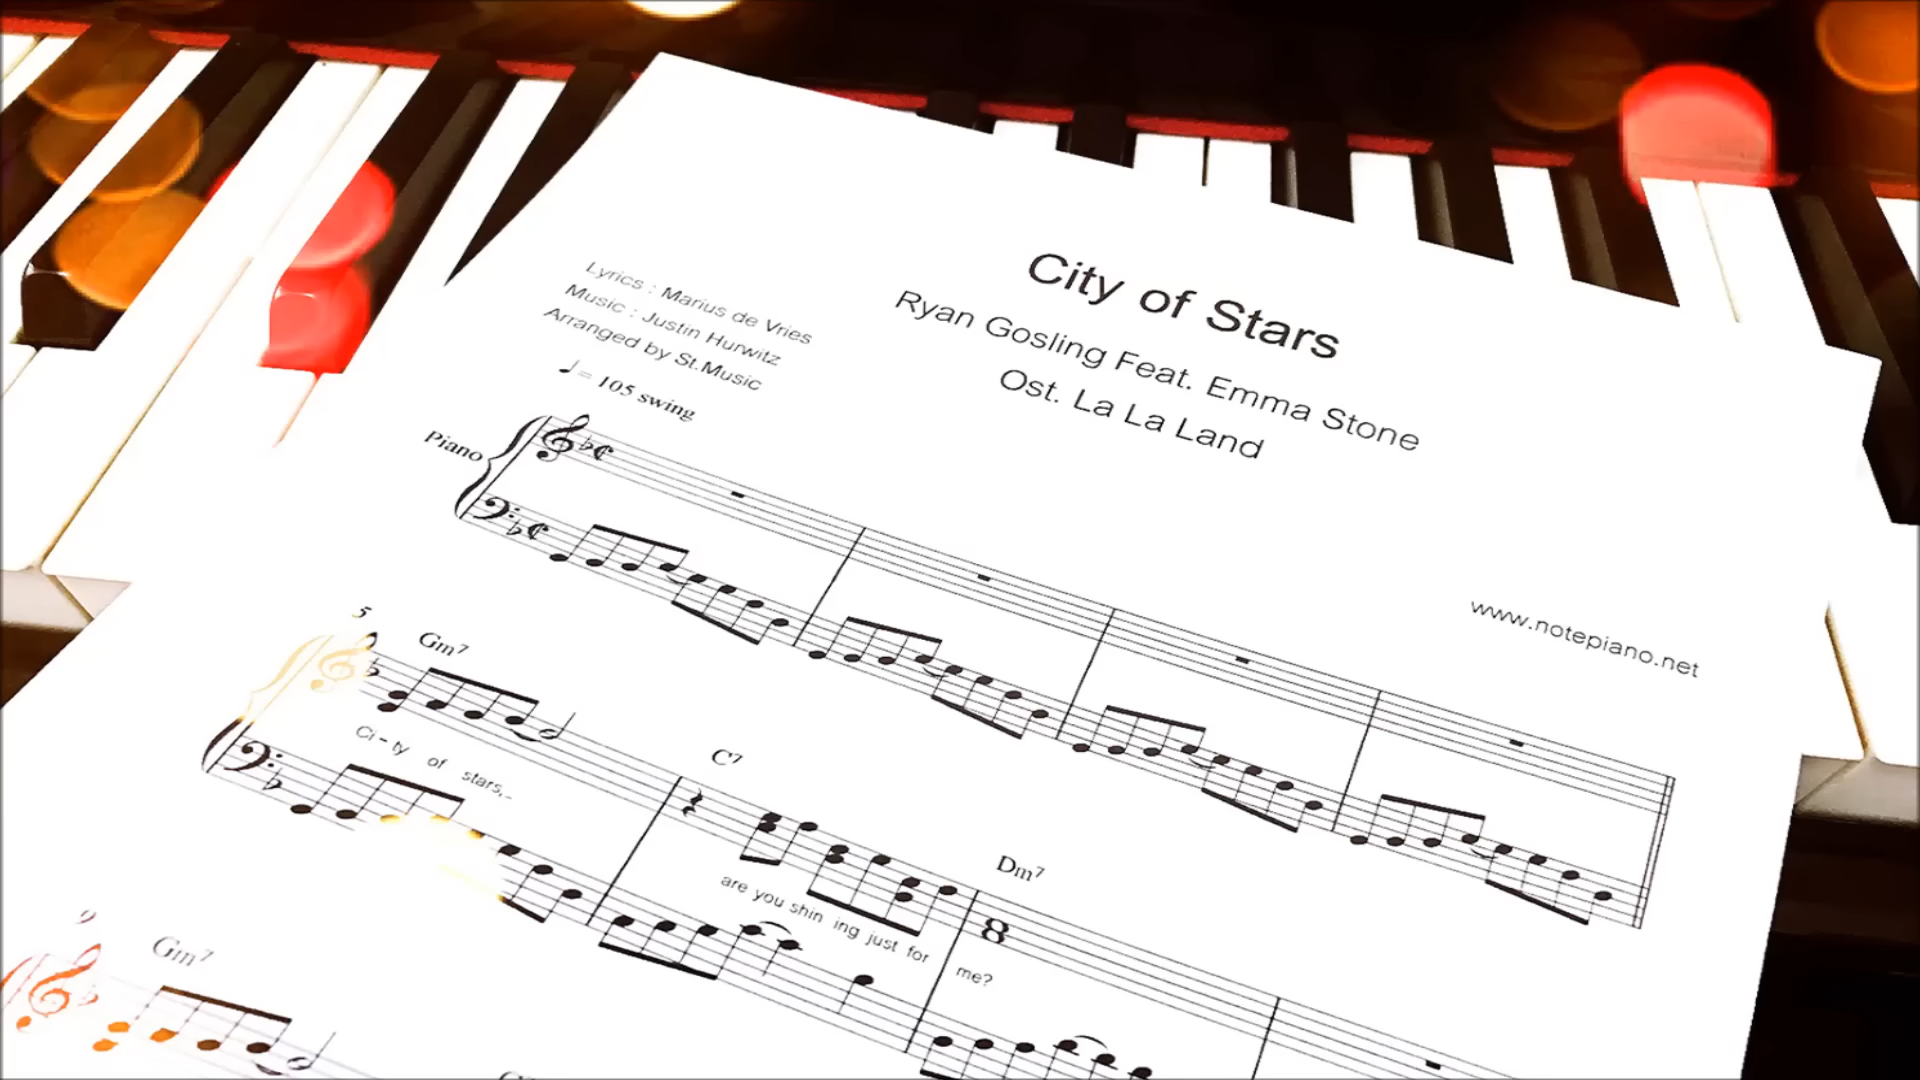 City of Stars
Ryan Gosling Feat. Emma Stone
Ost. La La Land
Lyrics : Marius de Vries
Music : Justin Hurwitz
Arranged by St.Music
♩ = 105 swing
Piano
www.notepiano.net
5
Gm7
C7
Dm7
Ci - ty of stars,_
are you shin ing just for me?
9
Gm7